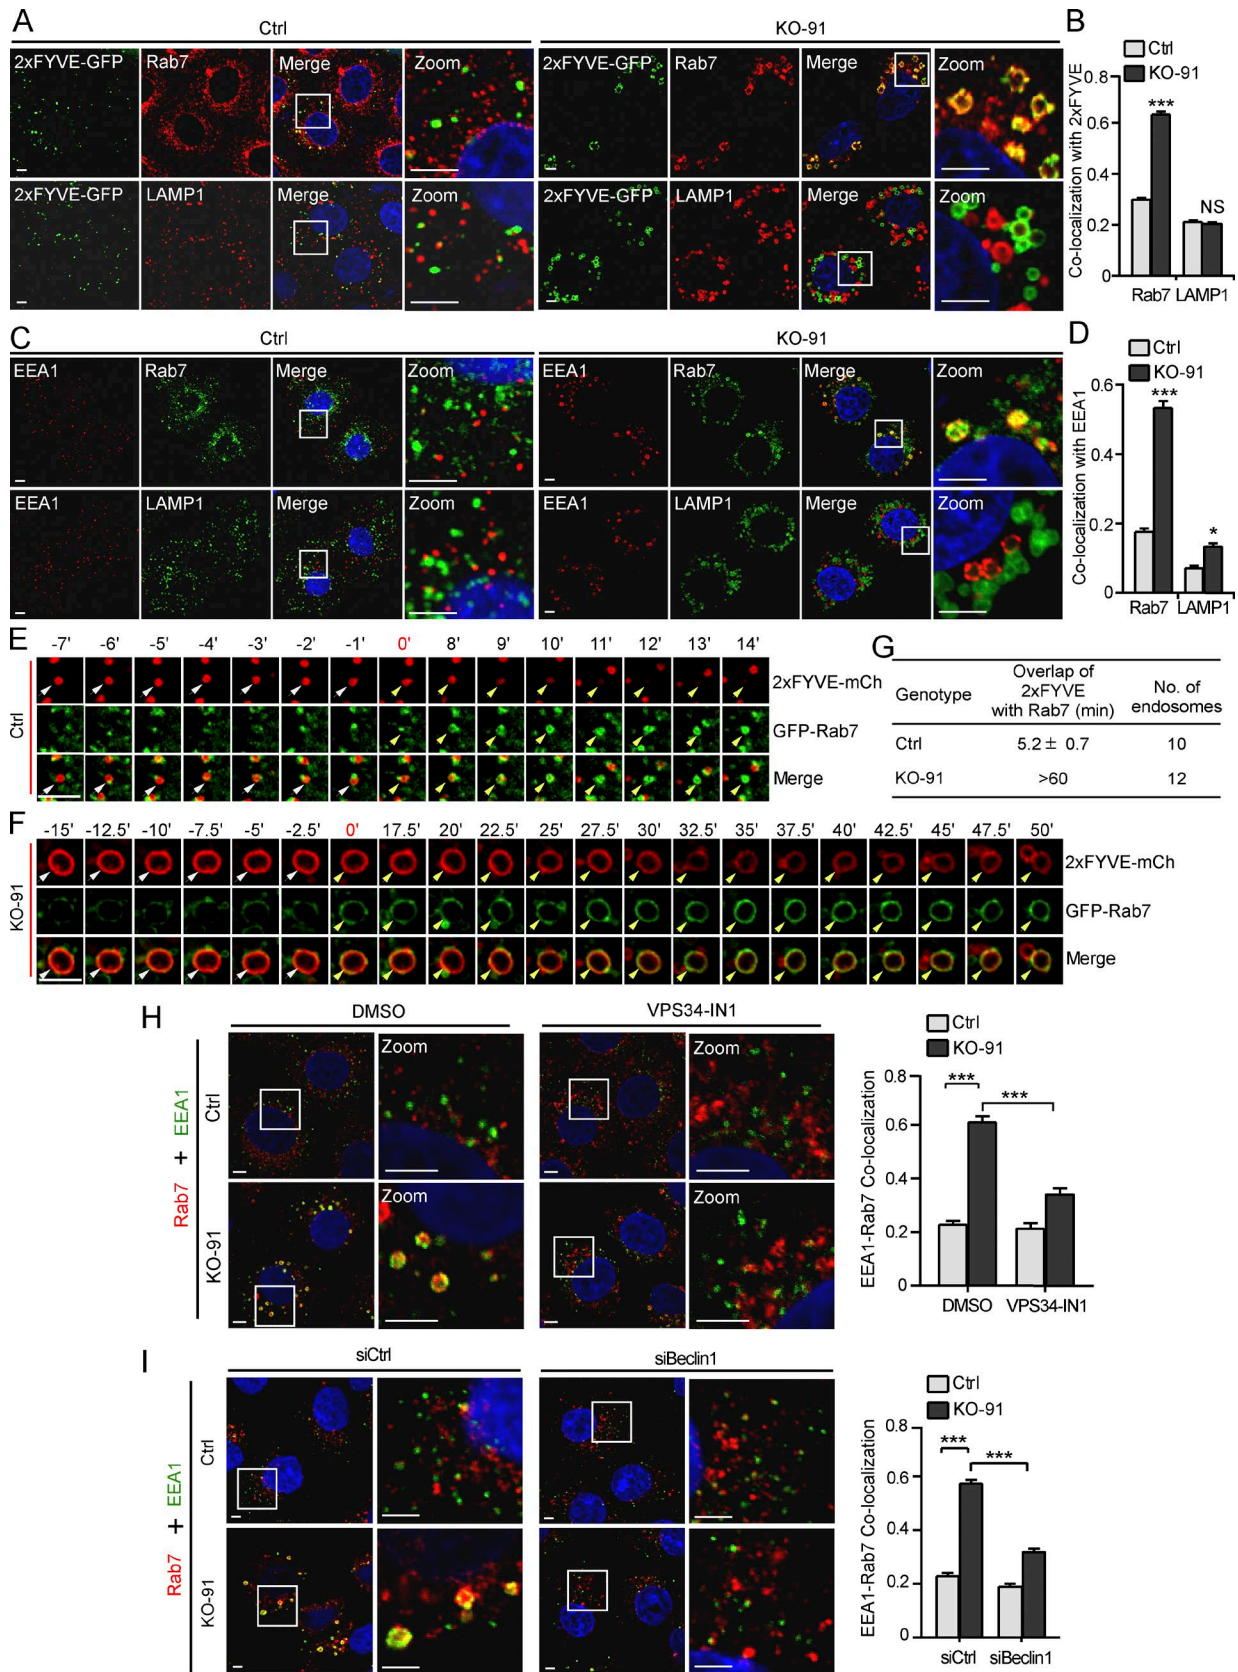 A
Ctrl
KO-91
2xFYVE-GFP Rab7 Merge Zoom 2xFYVE-GFP Rab7 Merge Zoom
2xFYVE-GFP LAMP1 Merge Zoom 2xFYVE-GFP LAMP1 Merge Zoom
B
Ctrl
KO-91
Co-localization with 2xFYVE
0.8
0.6
0.4
0.2
0
***
NS
Rab7 LAMP1
C
Ctrl
KO-91
EEA1 Rab7 Merge Zoom EEA1 Rab7 Merge Zoom
EEA1 LAMP1 Merge Zoom EEA1 LAMP1 Merge Zoom
D
Ctrl
KO-91
Co-localization with EEA1
0.6
0.4
0.2
0
***
*
Rab7 LAMP1
E
-7' -6' -5' -4' -3' -2' -1' 0' 8' 9' 10' 11' 12' 13' 14'
Ctrl
2xFYVE-mCh
GFP-Rab7
Merge
G
Genotype Overlap of 2xFYVE with Rab7 (min) No. of endosomes
Ctrl 5.2 ± 0.7 10
KO-91 >60 12
F
-15' -12.5' -10' -7.5' -5' -2.5' 0' 17.5' 20' 22.5' 25' 27.5' 30' 32.5' 35' 37.5' 40' 42.5' 45' 47.5' 50'
KO-91
2xFYVE-mCh
GFP-Rab7
Merge
H
DMSO
VPS34-IN1
Rab7 + EEA1
Ctrl
Zoom Zoom
KO-91
Zoom Zoom
Ctrl
KO-91
EEA1-Rab7 Co-localization
0.8
0.6
0.4
0.2
0
*** ***
DMSO VPS34-IN1
I
siCtrl
siBeclin1
Rab7 + EEA1
Ctrl
KO-91
Ctrl
KO-91
EEA1-Rab7 Co-localization
0.8
0.6
0.4
0.2
0
*** ***
siCtrl siBeclin1